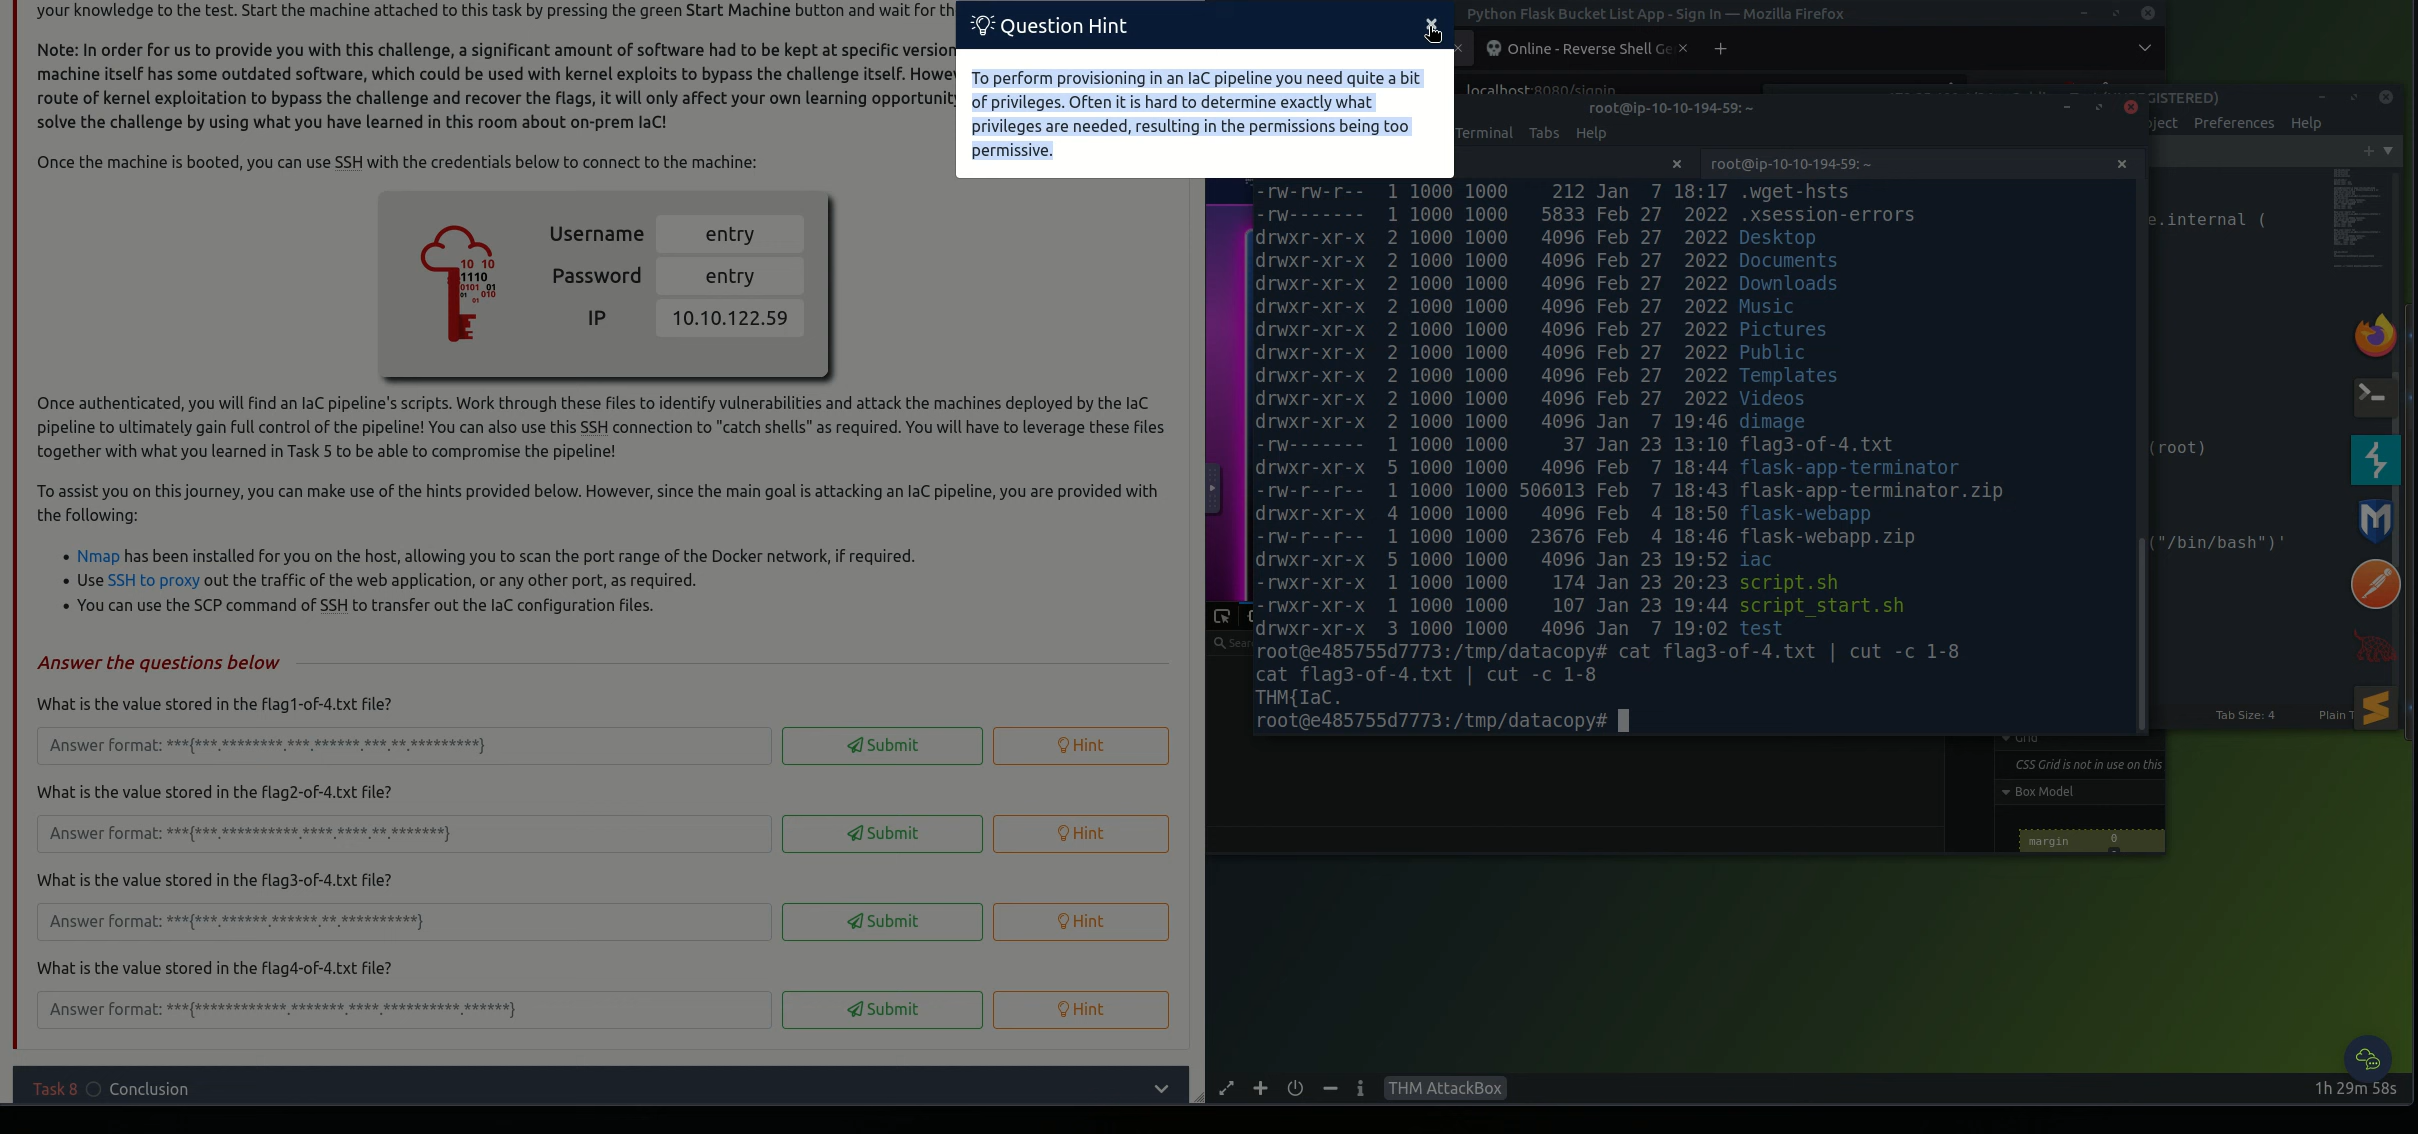 your knowledge to the test. Start the machine attached to this task by pressing the green Start Machine button and wait for th
Note: In order for us to provide you with this challenge, a significant amount of software had to be kept at specific version
machine itself has some outdated software, which could be used with kernel exploits to bypass the challenge itself. Howe
route of kernel exploitation to bypass the challenge and recover the flags, it will only affect your own learning opportunity
solve the challenge by using what you have learned in this room about on-prem IaC!
Once the machine is booted, you can use SSH with the credentials below to connect to the machine:
Username entry
Password entry
IP 10.10.122.59
Once authenticated, you will find an IaC pipeline's scripts. Work through these files to identify vulnerabilities and attack the machines deployed by the IaC
pipeline to ultimately gain full control of the pipeline! You can also use this SSH connection to "catch shells" as required. You will have to leverage these files
together with what you learned in Task 5 to be able to compromise the pipeline!
To assist you on this journey, you can make use of the hints provided below. However, since the main goal is attacking an IaC pipeline, you are provided with
the following:
• Nmap has been installed for you on the host, allowing you to scan the port range of the Docker network, if required.
• Use SSH to proxy out the traffic of the web application, or any other port, as required.
• You can use the SCP command of SSH to transfer out the IaC configuration files.
Answer the questions below
What is the value stored in the flag1-of-4.txt file?
Answer format: ***{***.********.***.******.***.**.*********}
Submit
Hint
What is the value stored in the flag2-of-4.txt file?
Answer format: ***{***.**********.****.****.**.*******}
Submit
Hint
What is the value stored in the flag3-of-4.txt file?
Answer format: ***{***.******.******.**.**********}
Submit
Hint
What is the value stored in the flag4-of-4.txt file?
Answer format: ***{************.*******.****.**********.******}
Submit
Hint
Task 8 Conclusion
Question Hint
To perform provisioning in an IaC pipeline you need quite a bit
of privileges. Often it is hard to determine exactly what
privileges are needed, resulting in the permissions being too
permissive.
Python Flask Bucket List App - Sign In — Mozilla Firefox
Online - Reverse Shell Ge
localhost:8080/signin
root@ip-10-10-194-59: ~
GISTERED)
Terminal Tabs Help
ject Preferences Help
root@ip-10-10-194-59: ~
-rw-rw-r-- 1 1000 1000 212 Jan 7 18:17 .wget-hsts
-rw------- 1 1000 1000 5833 Feb 27 2022 .xsession-errors
drwxr-xr-x 2 1000 1000 4096 Feb 27 2022 Desktop
drwxr-xr-x 2 1000 1000 4096 Feb 27 2022 Documents
drwxr-xr-x 2 1000 1000 4096 Feb 27 2022 Downloads
drwxr-xr-x 2 1000 1000 4096 Feb 27 2022 Music
drwxr-xr-x 2 1000 1000 4096 Feb 27 2022 Pictures
drwxr-xr-x 2 1000 1000 4096 Feb 27 2022 Public
drwxr-xr-x 2 1000 1000 4096 Feb 27 2022 Templates
drwxr-xr-x 2 1000 1000 4096 Feb 27 2022 Videos
drwxr-xr-x 2 1000 1000 4096 Jan 7 19:46 dimage
-rw------- 1 1000 1000 37 Jan 23 13:10 flag3-of-4.txt
drwxr-xr-x 5 1000 1000 4096 Feb 7 18:44 flask-app-terminator
-rw-r--r-- 1 1000 1000 506013 Feb 7 18:43 flask-app-terminator.zip
drwxr-xr-x 4 1000 1000 4096 Feb 4 18:50 flask-webapp
-rw-r--r-- 1 1000 1000 23676 Feb 4 18:46 flask-webapp.zip
drwxr-xr-x 5 1000 1000 4096 Jan 23 19:52 iac
-rwxr-xr-x 1 1000 1000 174 Jan 23 20:23 script.sh
-rwxr-xr-x 1 1000 1000 107 Jan 23 19:44 script_start.sh
drwxr-xr-x 3 1000 1000 4096 Jan 7 19:02 test
root@e485755d7773:/tmp/datacopy# cat flag3-of-4.txt | cut -c 1-8
cat flag3-of-4.txt | cut -c 1-8
THM{IaC.
root@e485755d7773:/tmp/datacopy#
e.internal (
(root)
("/bin/bash")'
Tab Size: 4 Plain T
Sear
Grid
CSS Grid is not in use on this
Box Model
margin 0
THM AttackBox
1h 29m 58s